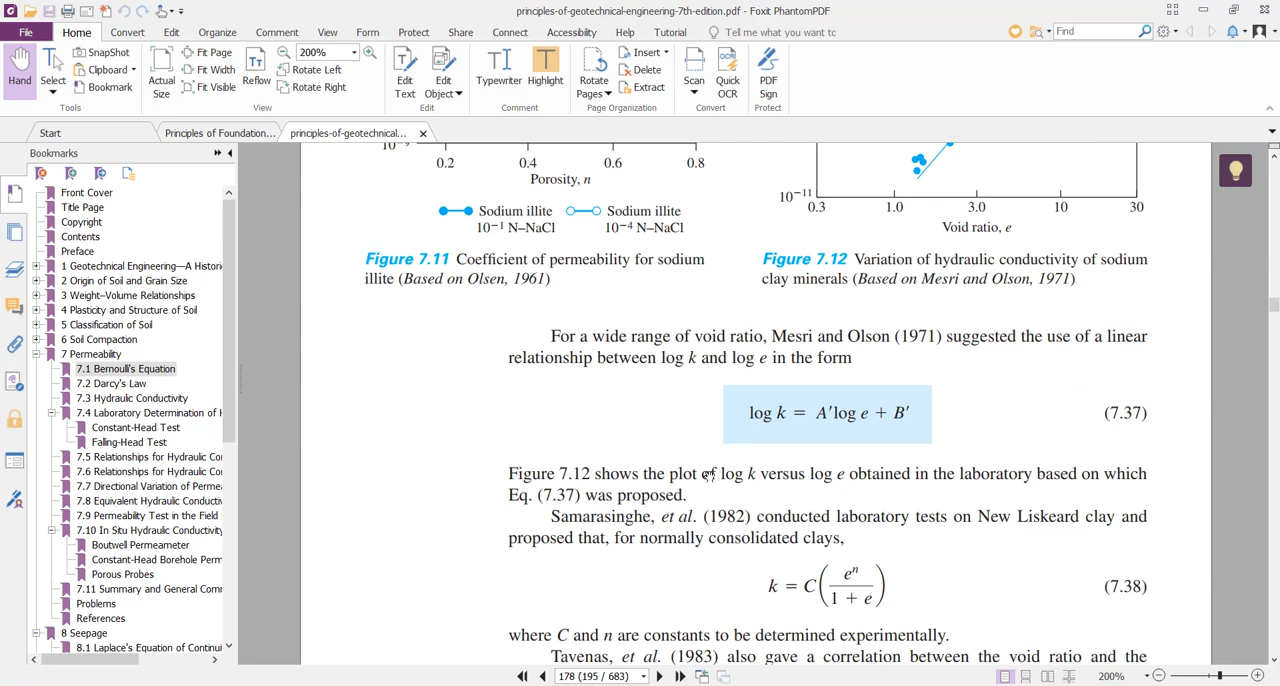 principles-of-geotechnical-engineering-7th-edition.pdf - Foxit PhantomPDF
File Home Convert Edit Organize Comment View Form Protect Share Connect Accessibility Help Tutorial Tell me what you want to Find
Hand
Select
SnapShot
Clipboard
Bookmark
Actual Size
Fit Page
Fit Width
Fit Visible
Reflow
200%
Rotate Left
Rotate Right
Edit Text
Edit Object
Typewriter
Highlight
Rotate Pages
Insert
Delete
Extract
Scan
Quick OCR
PDF Sign
Tools View Edit Comment Page Organization Convert Protect
Start Principles of Foundation... principles-of-geotechnical...
Bookmarks
Front Cover
Title Page
Copyright
Contents
Preface
1 Geotechnical Engineering—A Histori
2 Origin of Soil and Grain Size
3 Weight–Volume Relationships
4 Plasticity and Structure of Soil
5 Classification of Soil
6 Soil Compaction
7 Permeability
7.1 Bernoulli's Equation
7.2 Darcy's Law
7.3 Hydraulic Conductivity
7.4 Laboratory Determination of H
Constant-Head Test
Falling-Head Test
7.5 Relationships for Hydraulic Co
7.6 Relationships for Hydraulic Co
7.7 Directional Variation of Perme
7.8 Equivalent Hydraulic Conducti
7.9 Permeability Test in the Field
7.10 In Situ Hydraulic Conductivity
Boutwell Permeameter
Constant-Head Borehole Perm
Porous Probes
7.11 Summary and General Com
Problems
References
8 Seepage
8.1 Laplace's Equation of Continui
0.2 0.4 0.6 0.8
Porosity, n
Sodium illite Sodium illite
10⁻¹ N–NaCl 10⁻⁴ N–NaCl
Figure 7.11 Coefficient of permeability for sodium
illite (Based on Olsen, 1961)
10⁻¹¹
0.3 1.0 3.0 10 30
Void ratio, e
Figure 7.12 Variation of hydraulic conductivity of sodium
clay minerals (Based on Mesri and Olson, 1971)
For a wide range of void ratio, Mesri and Olson (1971) suggested the use of a linear
relationship between log k and log e in the form
log k = A′log e + B′ (7.37)
Figure 7.12 shows the plot of log k versus log e obtained in the laboratory based on which
Eq. (7.37) was proposed.
Samarasinghe, et al. (1982) conducted laboratory tests on New Liskeard clay and
proposed that, for normally consolidated clays,
k = C(eⁿ / 1 + e) (7.38)
where C and n are constants to be determined experimentally.
Tavenas, et al. (1983) also gave a correlation between the void ratio and the
178 (195 / 683) 200%